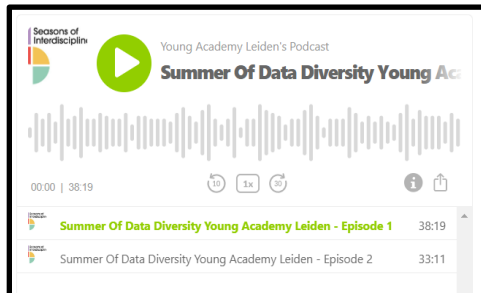 Seasons of
Interdisciplin
Young Academy Leiden's Podcast
Summer Of Data Diversity Young Aca
00:00 | 38:19
10
1x
30
Summer Of Data Diversity Young Academy Leiden - Episode 1 38:19
Summer Of Data Diversity Young Academy Leiden - Episode 2 33:11